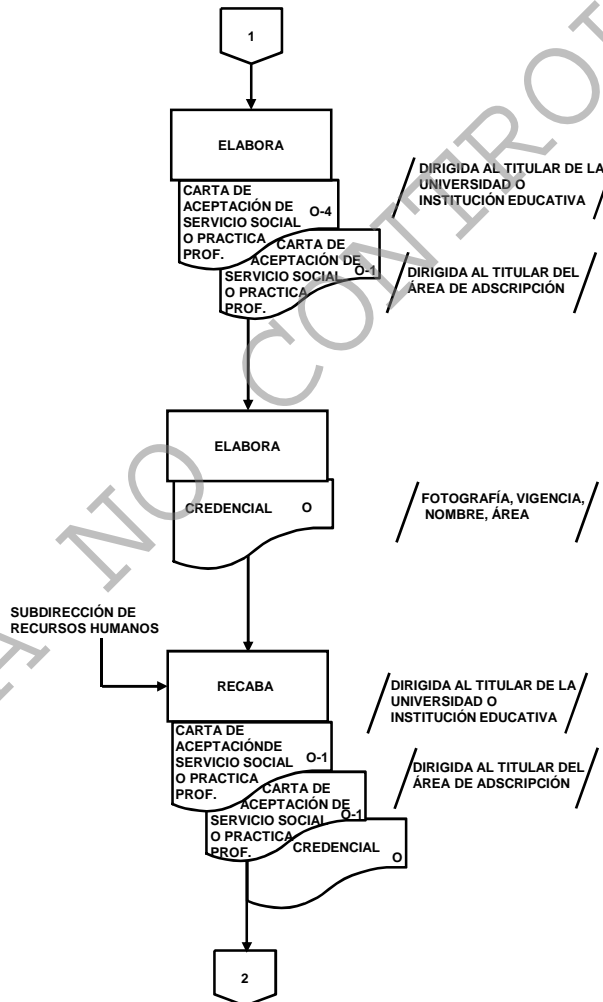 1
ELABORA
CARTA DE
ACEPTACIÓN DE
SERVICIO SOCIAL
O PRACTICA
PROF.
O-4
DIRIGIDA AL TITULAR DE LA
UNIVERSIDAD O
INSTITUCIÓN EDUCATIVA
CARTA DE
ACEPTACIÓN DE
SERVICIO SOCIAL
O PRACTICA
PROF.
O-1
DIRIGIDA AL TITULAR DEL
ÁREA DE ADSCRIPCIÓN
ELABORA
CREDENCIAL O
FOTOGRAFÍA, VIGENCIA,
NOMBRE, ÁREA
SUBDIRECCIÓN DE
RECURSOS HUMANOS
RECABA
CARTA DE
ACEPTACIÓNDE
SERVICIO SOCIAL
O PRACTICA
PROF.
O-1
DIRIGIDA AL TITULAR DE LA
UNIVERSIDAD O
INSTITUCIÓN EDUCATIVA
CARTA DE
ACEPTACIÓN DE
SERVICIO SOCIAL
O PRACTICA
PROF.
O-1
DIRIGIDA AL TITULAR DEL
ÁREA DE ADSCRIPCIÓN
CREDENCIAL
O
2
A NO CONTROL